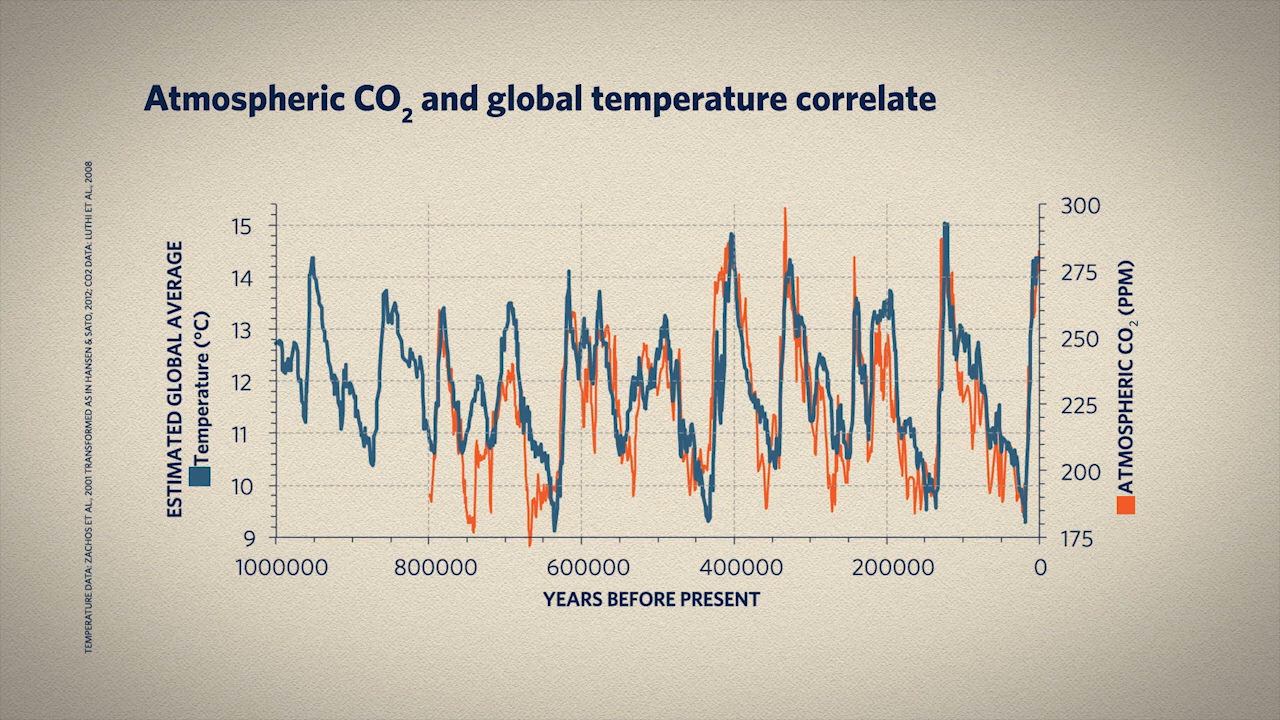 Atmospheric CO2 and global temperature correlate
TEMPERATURE DATA: ZACHOS ET AL., 2001 TRANSFORMED AS IN HANSEN & SATO, 2012; CO2 DATA: LUTHI ET AL., 2008
ESTIMATED GLOBAL AVERAGE
Temperature (°C)
15
14
13
12
11
10
9
300
275
250
225
200
175
ATMOSPHERIC CO2 (PPM)
1000000 800000 600000 400000 200000 0
YEARS BEFORE PRESENT